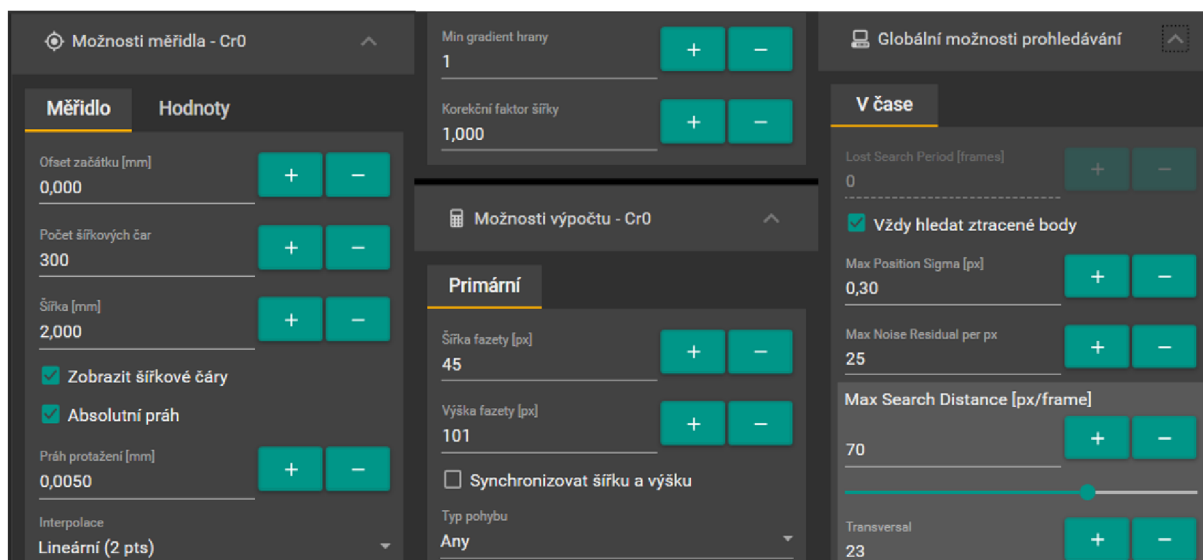 Možnosti měřidla - Cr0
Měřidlo Hodnoty
Ofset začátku [mm]
0,000
+ −
Počet šířkových čar
300
+ −
Šířka [mm]
2,000
+ −
Zobrazit šířkové čáry
Absolutní práh
Práh protažení [mm]
0,0050
+ −
Interpolace
Lineární (2 pts)
Min gradient hrany
1
+ −
Korekční faktor šířky
1,000
+ −
Možnosti výpočtu - Cr0
Primární
Šířka fazety [px]
45
+ −
Výška fazety [px]
101
+ −
Synchronizovat šířku a výšku
Typ pohybu
Any
Globální možnosti prohledávání
V čase
Lost Search Period [frames]
0
+ −
Vždy hledat ztracené body
Max Position Sigma [px]
0,30
+ −
Max Noise Residual per px
25
+ −
Max Search Distance [px/frame]
70
+ −
Transversal
23
+ −